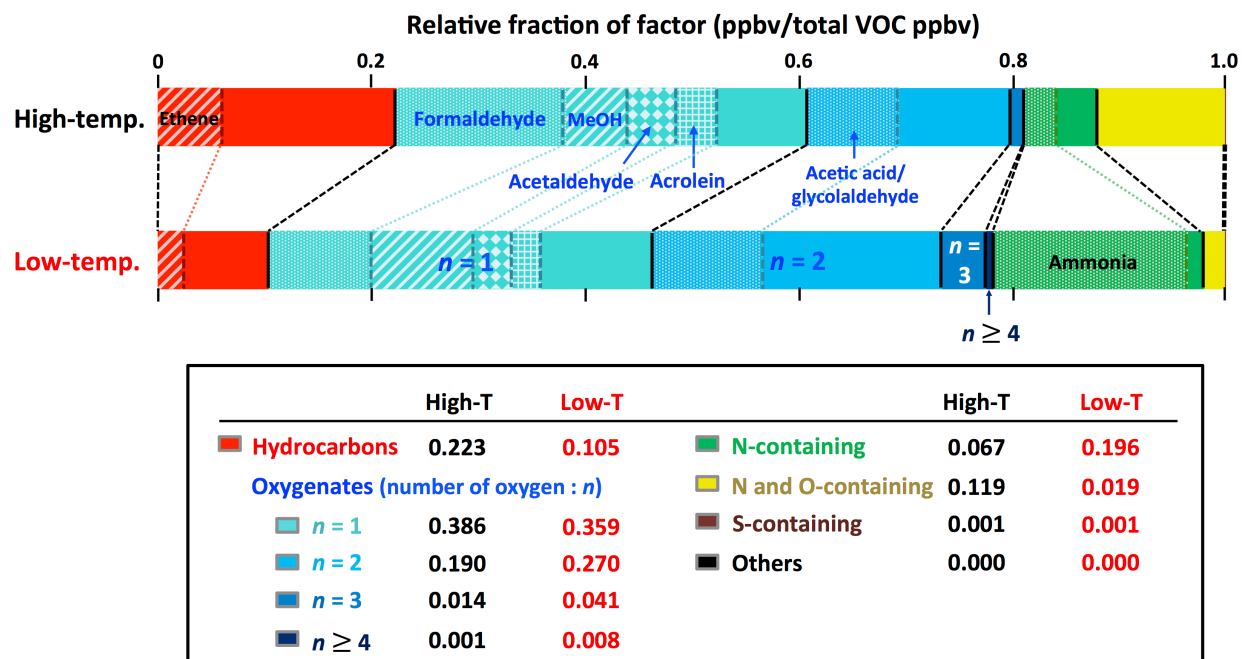 Relative fraction of factor (ppbv/total VOC ppbv)
0 0.2 0.4 0.6 0.8 1.0
High-temp. Ethene Formaldehyde MeOH
Acetaldehyde Acrolein Acetic acid/
glycolaldehyde
Low-temp. n = 1 n = 2 n = Ammonia
3
n ≥ 4
High-T Low-T High-T Low-T
Hydrocarbons 0.223 0.105 N-containing 0.067 0.196
Oxygenates (number of oxygen : n) N and O-containing 0.119 0.019
n = 1 0.386 0.359 S-containing 0.001 0.001
n = 2 0.190 0.270 Others 0.000 0.000
n = 3 0.014 0.041
n ≥ 4 0.001 0.008